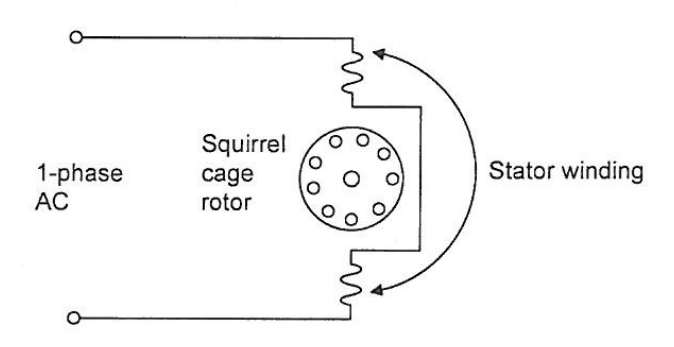 Squirrel
cage
rotor
1-phase
AC
Stator winding